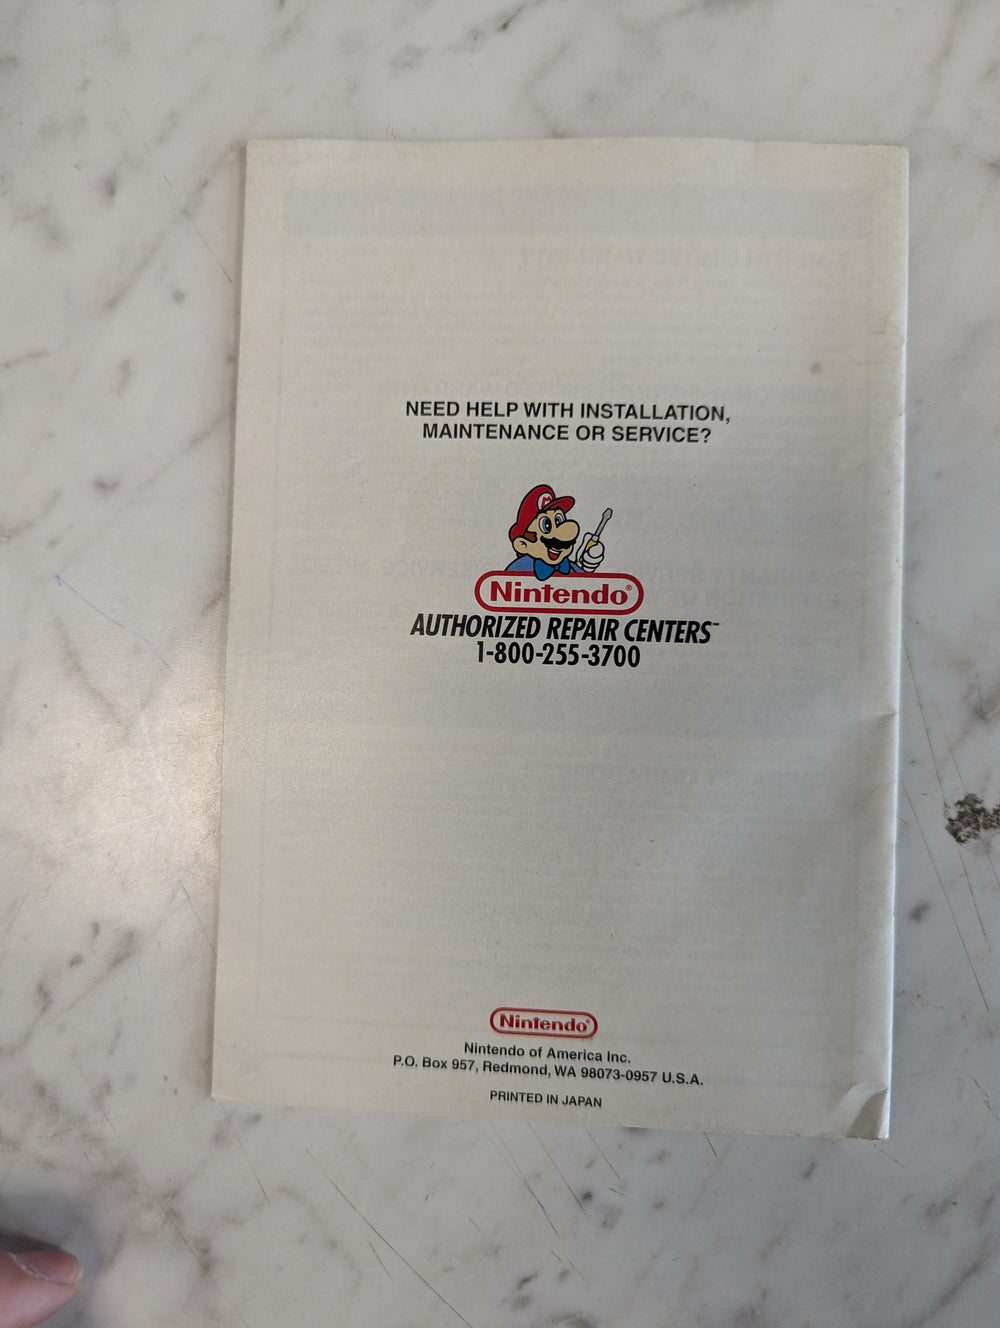 NEED HELP WITH INSTALLATION,
MAINTENANCE OR SERVICE?
M
Nintendo®
AUTHORIZED REPAIR CENTERS™
1-800-255-3700
Nintendo®
Nintendo of America Inc.
P.O. Box 957, Redmond, WA 98073-0957 U.S.A.
PRINTED IN JAPAN